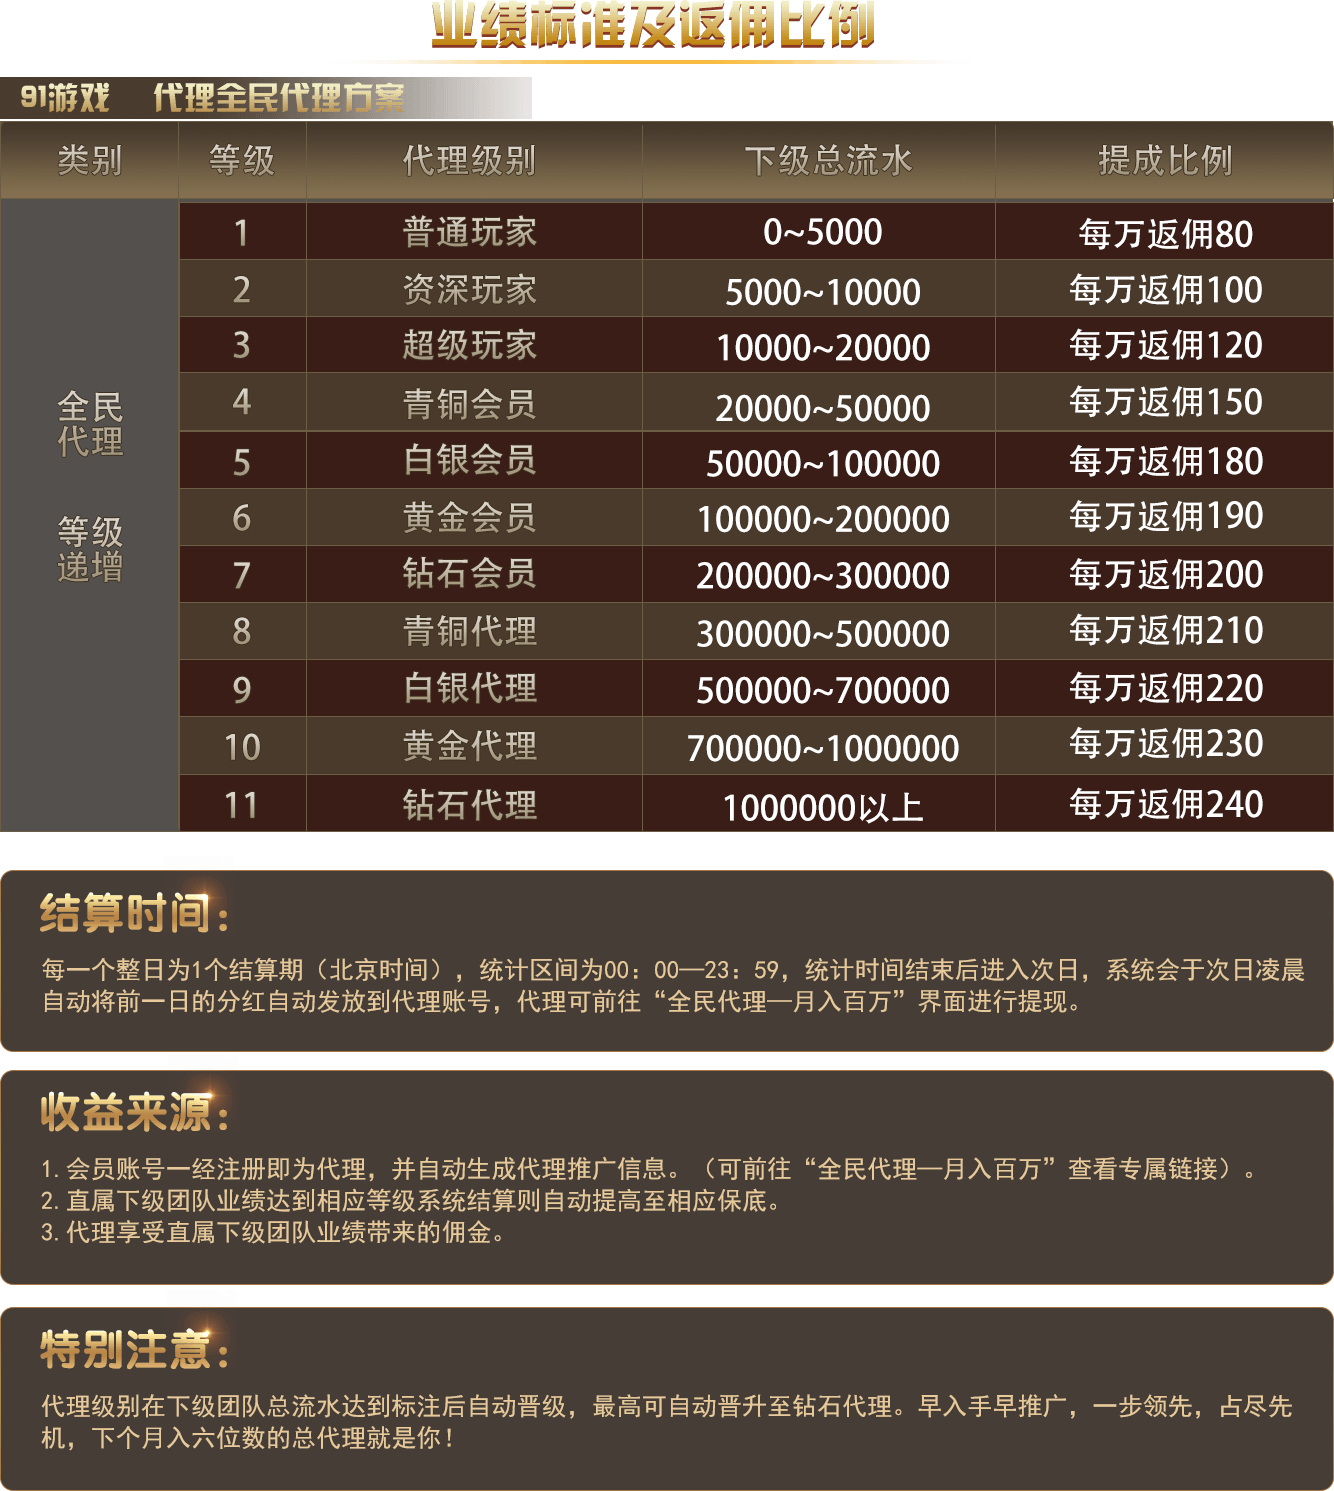 业绩标准及返佣比例
91游戏 代理全民代理方案
类别 等级 代理级别 下级总流水 提成比例
1 普通玩家 0~5000 每万返佣80
2 资深玩家 5000~10000 每万返佣100
3 超级玩家 10000~20000 每万返佣120
全民
代理
4 青铜会员 20000~50000 每万返佣150
5 白银会员 50000~100000 每万返佣180
等级
递增
6 黄金会员 100000~200000 每万返佣190
7 钻石会员 200000~300000 每万返佣200
8 青铜代理 300000~500000 每万返佣210
9 白银代理 500000~700000 每万返佣220
10 黄金代理 700000~1000000 每万返佣230
11 钻石代理 1000000以上 每万返佣240
结算时间：
每一个整日为1个结算期（北京时间），统计区间为00：00—23：59，统计时间结束后进入次日，系统会于次日凌晨
自动将前一日的分红自动发放到代理账号，代理可前往“全民代理—月入百万”界面进行提现。
收益来源：
1.会员账号一经注册即为代理，并自动生成代理推广信息。（可前往“全民代理—月入百万”查看专属链接）。
2.直属下级团队业绩达到相应等级系统结算则自动提高至相应保底。
3.代理享受直属下级团队业绩带来的佣金。
特别注意：
代理级别在下级团队总流水达到标注后自动晋级，最高可自动晋升至钻石代理。早入手早推广，一步领先，占尽先
机，下个月入六位数的总代理就是你！